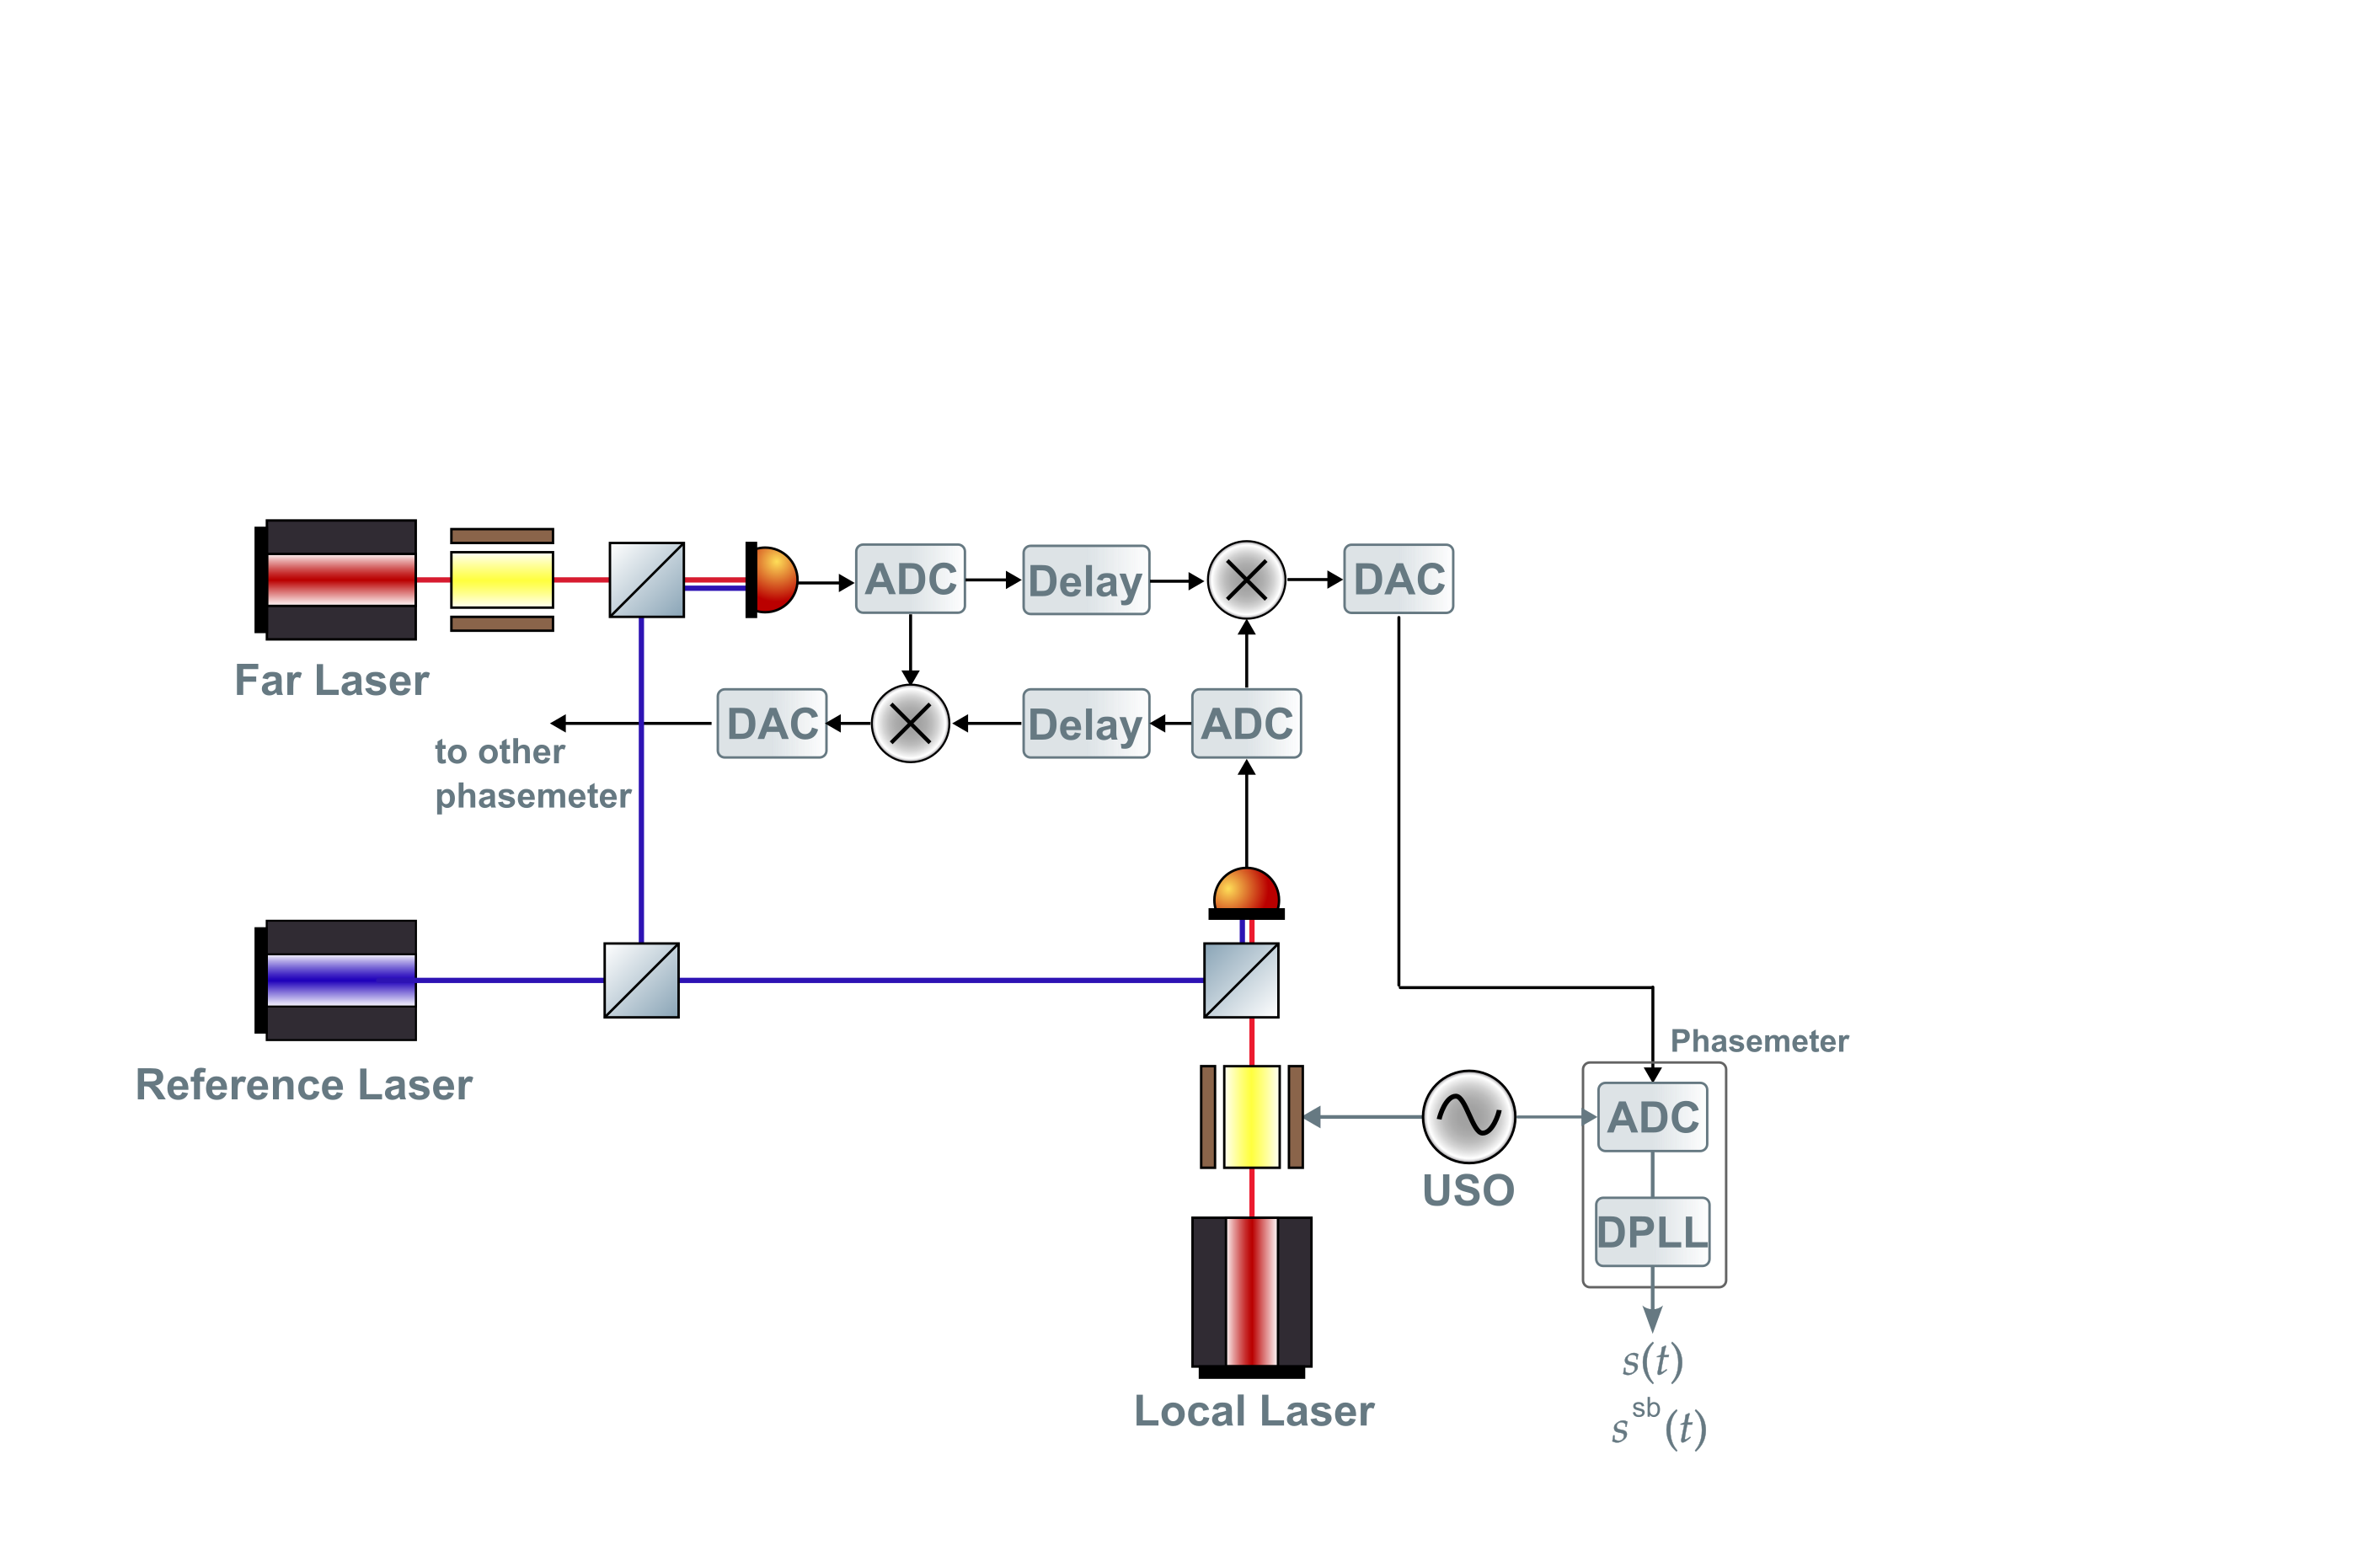 ADC
Delay
DAC
Far Laser
DAC
Delay
ADC
to other
phasemeter
Reference Laser
Phasemeter
ADC
USO
DPLL
s(t)
s^sb(t)
Local Laser